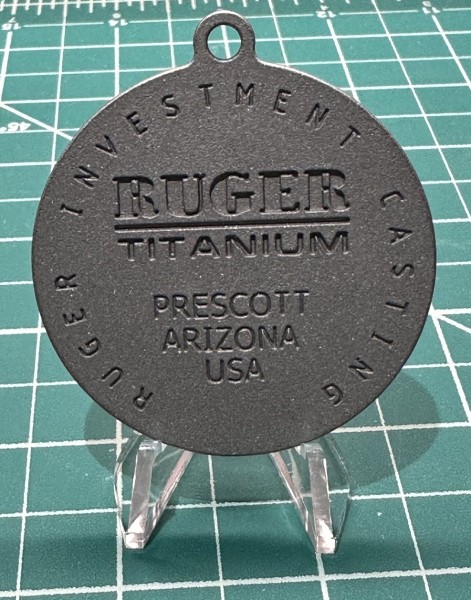 RUGER INVESTMENT CASTING
RUGER
TITANIUM
PRESCOTT
ARIZONA
USA